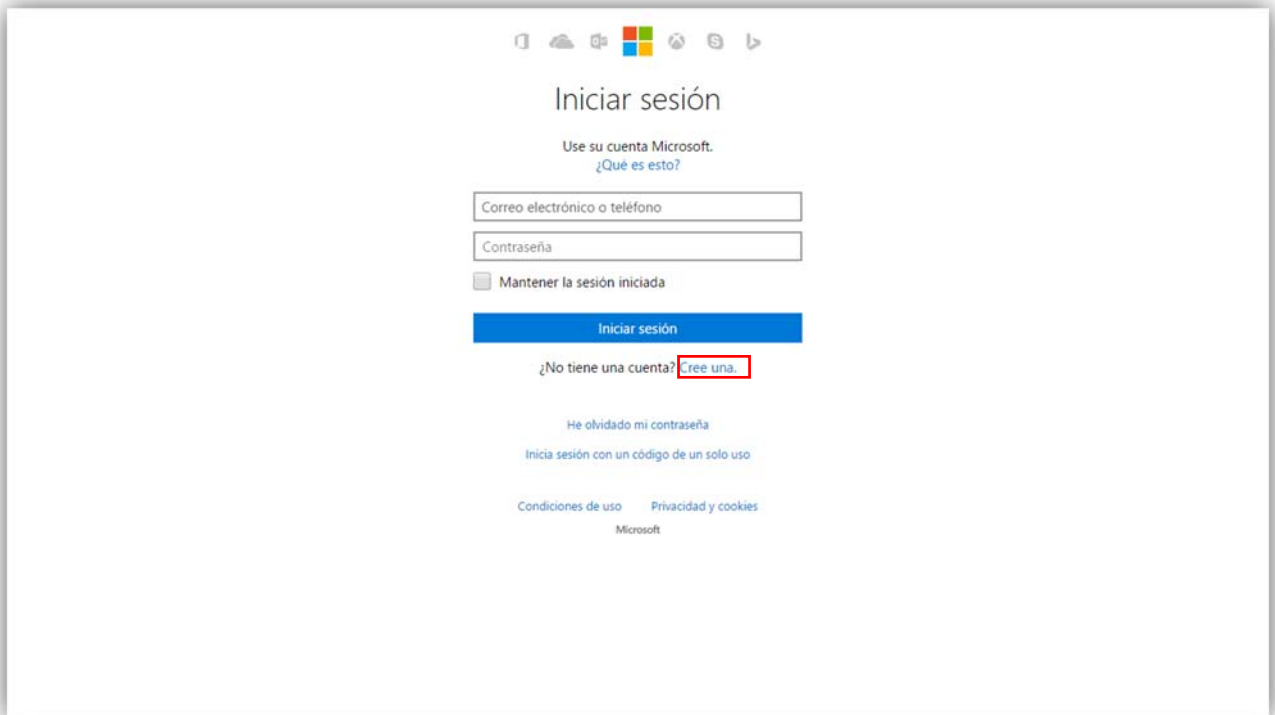 Iniciar sesión
Use su cuenta Microsoft.
¿Qué es esto?
Correo electrónico o teléfono
Contraseña
Mantener la sesión iniciada
Iniciar sesión
¿No tiene una cuenta? Cree una.
He olvidado mi contraseña
Inicia sesión con un código de un solo uso
Condiciones de uso Privacidad y cookies
Microsoft